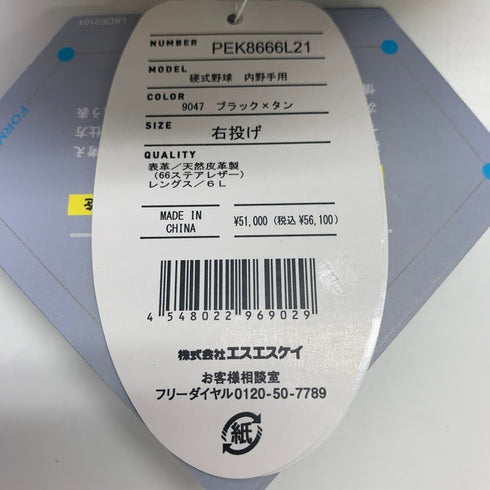 NUMBER PEK8666L21
MODEL 硬式野球 内野手用
COLOR 9047 ブラック×タン
SIZE 右投げ
QUALITY
表革/天然皮革製
(66ステアレザー)
レングス/6L
MADE IN
CHINA
¥51,000(税込¥56,100)
4 548022 969029
株式会社エスエスケイ
お客様相談室
フリーダイヤル0120-50-7789
紙
LKDE2101
FORM